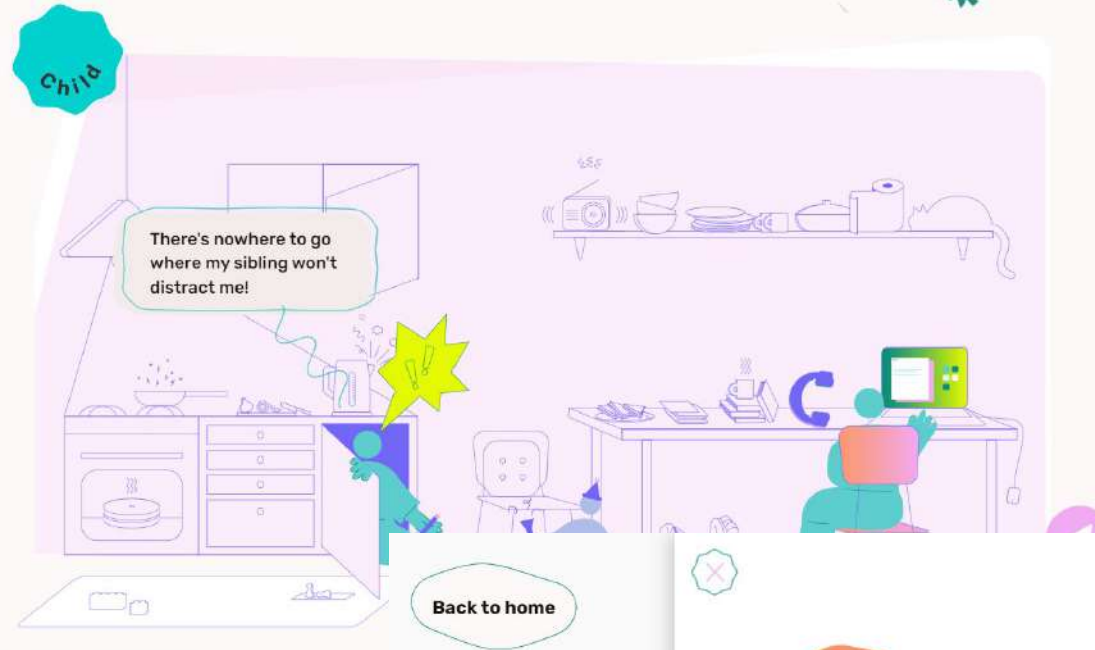 Child
There's nowhere to go
where my sibling won't
distract me!
!!
Back to home